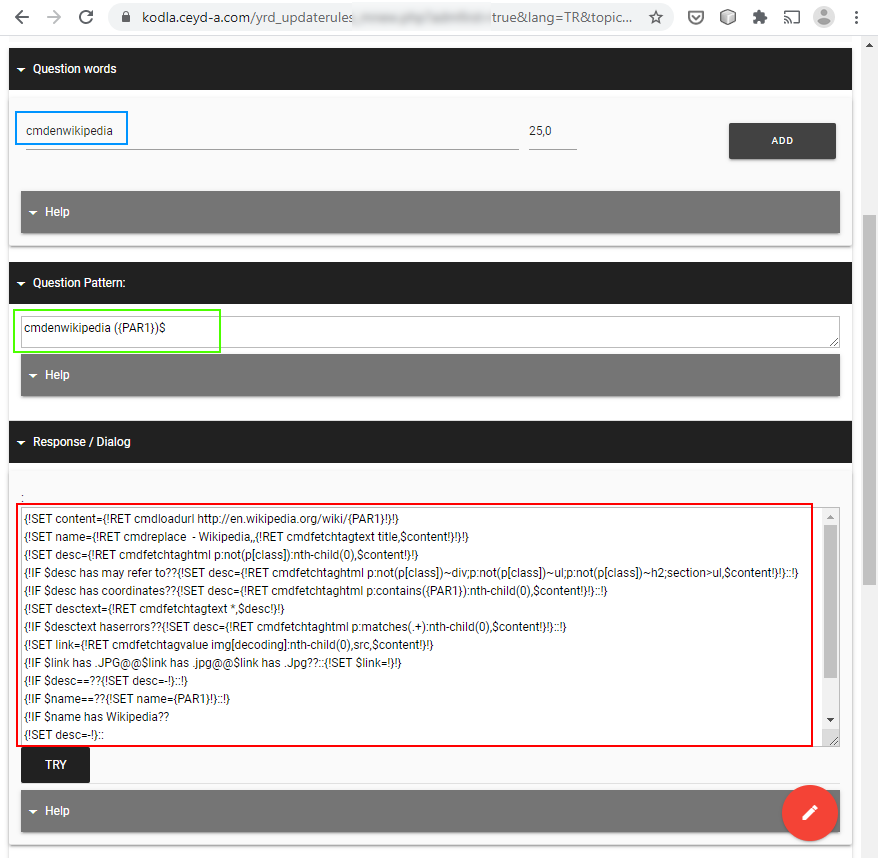 kodla.ceyd-a.com/yrd_updaterules true&lang=TR&topic...
Question words
cmdenwikipedia 25,0
ADD
Help
Question Pattern:
cmdenwikipedia ({PAR1})$
Help
Response / Dialog
:
{!SET content={!RET cmdloadurl http://en.wikipedia.org/wiki/{PAR1}!}!}
{!SET name={!RET cmdreplace  - Wikipedia,,{!RET cmdfetchtagtext title,$content!}!}!}
{!SET desc={!RET cmdfetchtaghtml p:not(p[class]):nth-child(0),$content!}!}
{!IF $desc has may refer to??{!SET desc={!RET cmdfetchtaghtml p:not(p[class])~div;p:not(p[class])~ul;p:not(p[class])~h2;section>ul,$content!}!}::!}
{!IF $desc has coordinates??{!SET desc={!RET cmdfetchtaghtml p:contains({PAR1}):nth-child(0),$content!}!}::!}
{!SET desctext={!RET cmdfetchtagtext *,$desc!}!}
{!IF $desctext haserrors??{!SET desc={!RET cmdfetchtaghtml p:matches(.+):nth-child(0),$content!}!}::!}
{!SET link={!RET cmdfetchtagvalue img[decoding]:nth-child(0),src,$content!}!}
{!IF $link has .JPG@@$link has .jpg@@$link has .Jpg??::{!SET $link=!}!}
{!IF $desc==??{!SET desc=-!}::!}
{!IF $name==??{!SET name={PAR1}!}::!}
{!IF $name has Wikipedia??
{!SET desc=-!}::
TRY
Help